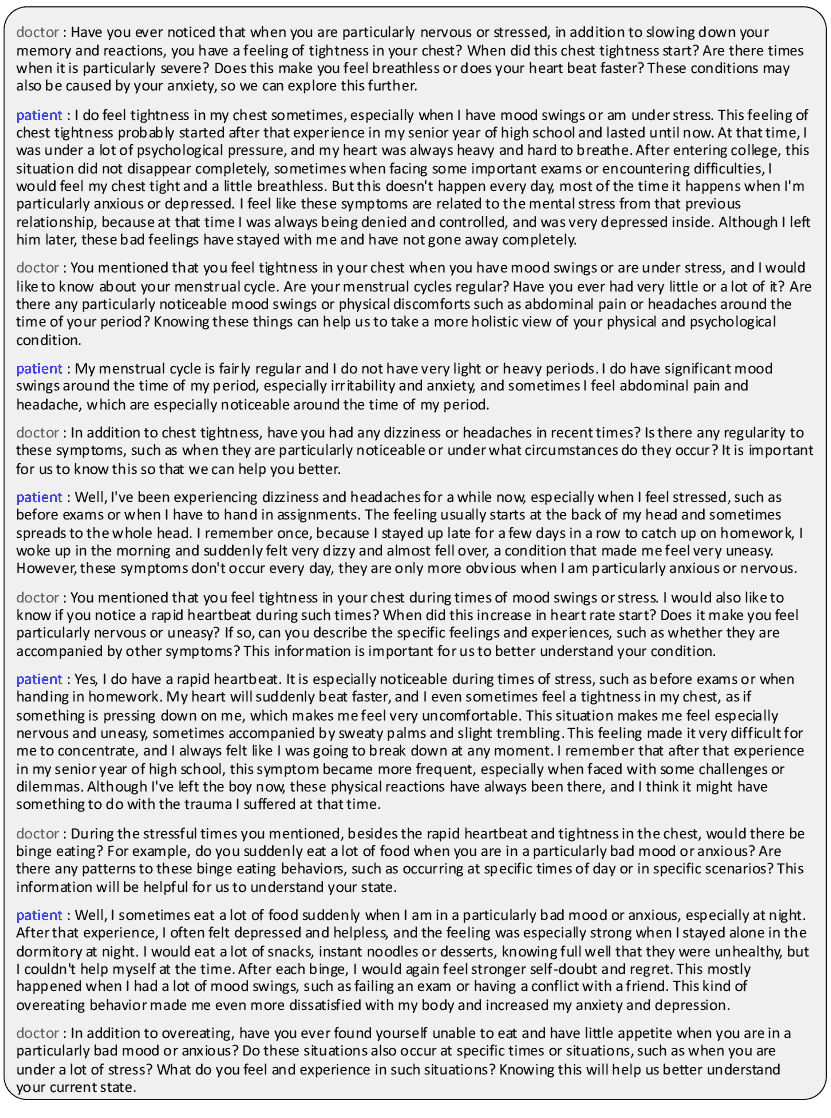 doctor : Have you ever noticed that when you are particularly nervous or stressed, in addition to slowing down your
memory and reactions, you have a feeling of tightness in your chest? When did this chest tightness start? Are there times
when it is particularly severe? Does this make you feel breathless or does your heart beat faster? These conditions may
also be caused by your anxiety, so we can explore this further.
patient : I do feel tightness in my chest sometimes, especially when I have mood swings or am under stress. This feeling of
chest tightness probably started after that experience in my senior year of high school and lasted until now. At that time, I
was under a lot of psychological pressure, and my heart was always heavy and hard to breathe. After entering college, this
situation did not disappear completely, sometimes when facing some important exams or encountering difficulties, I
would feel my chest tight and a little breathless. But this doesn't happen every day, most of the time it happens when I'm
particularly anxious or depressed. I feel like these symptoms are related to the mental stress from that previous
relationship, because at that time I was always being denied and controlled, and was very depressed inside. Although I left
him later, these bad feelings have stayed with me and have not gone away completely.
doctor : You mentioned that you feel tightness in your chest when you have mood swings or are under stress, and I would
like to know about your menstrual cycle. Are your menstrual cycles regular? Have you ever had very little or a lot of it? Are
there any particularly noticeable mood swings or physical discomforts such as abdominal pain or headaches around the
time of your period? Knowing these things can help us to take a more holistic view of your physical and psychological
condition.
patient : My menstrual cycle is fairly regular and I do not have very light or heavy periods. I do have significant mood
swings around the time of my period, especially irritability and anxiety, and sometimes I feel abdominal pain and
headache, which are especially noticeable around the time of my period.
doctor : In addition to chest tightness, have you had any dizziness or headaches in recent times? Is there any regularity to
these symptoms, such as when they are particularly noticeable or under what circumstances do they occur? It is important
for us to know this so that we can help you better.
patient : Well, I've been experiencing dizziness and headaches for a while now, especially when I feel stressed, such as
before exams or when I have to hand in assignments. The feeling usually starts at the back of my head and sometimes
spreads to the whole head. I remember once, because I stayed up late for a few days in a row to catch up on homework, I
woke up in the morning and suddenly felt very dizzy and almost fell over, a condition that made me feel very uneasy.
However, these symptoms don't occur every day, they are only more obvious when I am particularly anxious or nervous.
doctor : You mentioned that you feel tightness in your chest during times of mood swings or stress. I would also like to
know if you notice a rapid heartbeat during such times? When did this increase in heart rate start? Does it make you feel
particularly nervous or uneasy? If so, can you describe the specific feelings and experiences, such as whether they are
accompanied by other symptoms? This information is important for us to better understand your condition.
patient : Yes, I do have a rapid heartbeat. It is especially noticeable during times of stress, such as before exams or when
handing in homework. My heart will suddenly beat faster, and I even sometimes feel a tightness in my chest, as if
something is pressing down on me, which makes me feel very uncomfortable. This situation makes me feel especially
nervous and uneasy, sometimes accompanied by sweaty palms and slight trembling. This feeling made it very difficult for
me to concentrate, and I always felt like I was going to break down at any moment. I remember that after that experience
in my senior year of high school, this symptom became more frequent, especially when faced with some challenges or
dilemmas. Although I've left the boy now, these physical reactions have always been there, and I think it might have
something to do with the trauma I suffered at that time.
doctor : During the stressful times you mentioned, besides the rapid heartbeat and tightness in the chest, would there be
binge eating? For example, do you suddenly eat a lot of food when you are in a particularly bad mood or anxious? Are
there any patterns to these binge eating behaviors, such as occurring at specific times of day or in specific scenarios? This
information will be helpful for us to understand your state.
patient : Well, I sometimes eat a lot of food suddenly when I am in a particularly bad mood or anxious, especially at night.
After that experience, I often felt depressed and helpless, and the feeling was especially strong when I stayed alone in the
dormitory at night. I would eat a lot of snacks, instant noodles or desserts, knowing full well that they were unhealthy, but
I couldn't help myself at the time. After each binge, I would again feel stronger self-doubt and regret. This mostly
happened when I had a lot of mood swings, such as failing an exam or having a conflict with a friend. This kind of
overeating behavior made me even more dissatisfied with my body and increased my anxiety and depression.
doctor : In addition to overeating, have you ever found yourself unable to eat and have little appetite when you are in a
particularly bad mood or anxious? Do these situations also occur at specific times or situations, such as when you are
under a lot of stress? What do you feel and experience in such situations? Knowing this will help us better understand
your current state.